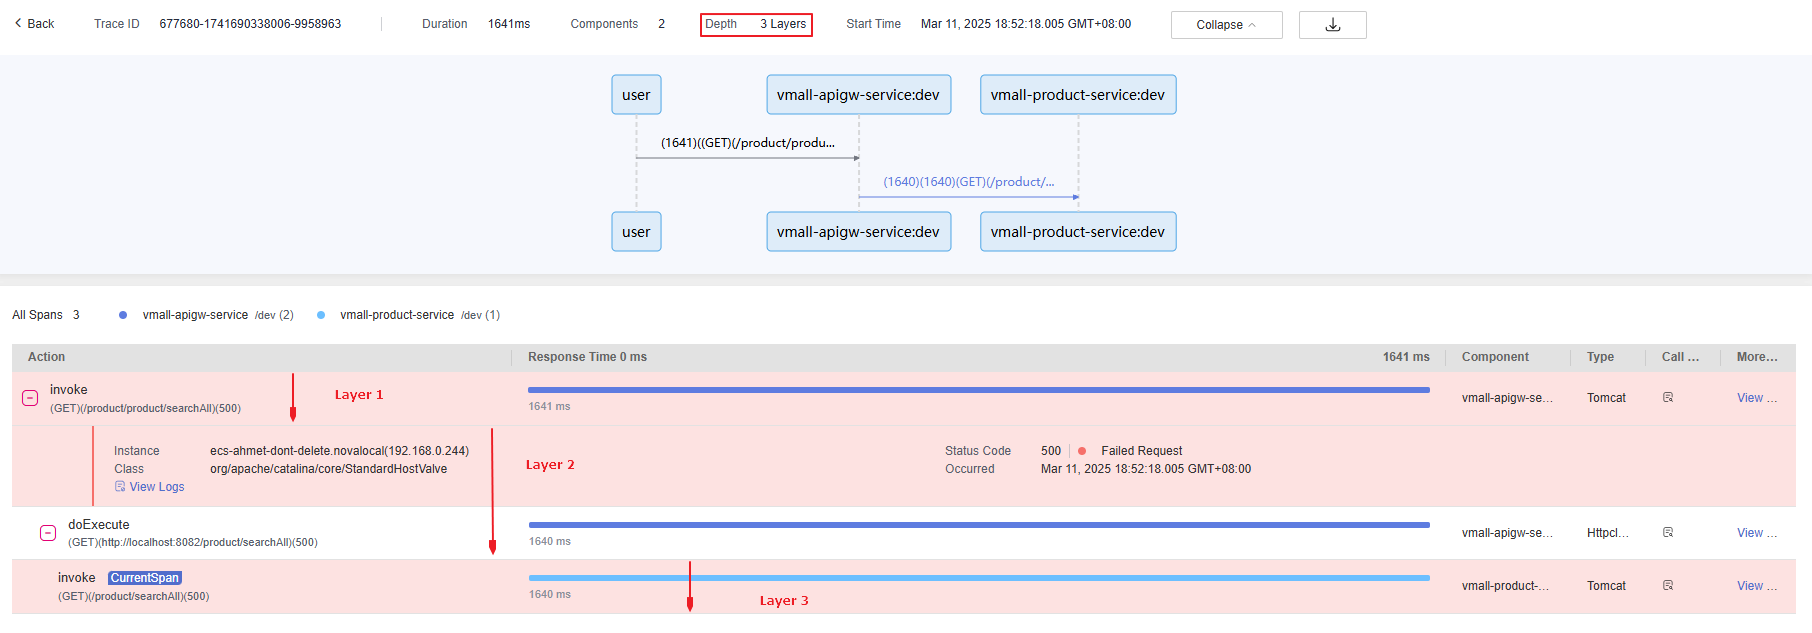 Back Trace ID 677680-1741690338006-9958963 Duration 1641ms Components 2 Depth 3 Layers Start Time Mar 11, 2025 18:52:18.005 GMT+08:00 Collapse
user vmall-apigw-service:dev vmall-product-service:dev
(1641)((GET)(/product/produ...
(1640)(1640)(GET)(/product/...
user vmall-apigw-service:dev vmall-product-service:dev
All Spans 3 vmall-apigw-service /dev (2) vmall-product-service /dev (1)
Action Response Time 0 ms 1641 ms Component Type Call ... More...
invoke
Layer 1
(GET)(/product/product/searchAll)(500) 1641 ms vmall-apigw-se... Tomcat View ...
Instance ecs-ahmet-dont-delete.novalocal(192.168.0.244) Status Code 500 Failed Request
Layer 2
Class org/apache/catalina/core/StandardHostValve Occurred Mar 11, 2025 18:52:18.005 GMT+08:00
View Logs
doExecute
(GET)(http://localhost:8082/product/searchAll)(500) 1640 ms vmall-apigw-se... Httpcl... View ...
invoke CurrentSpan
(GET)(/product/searchAll)(500) 1640 ms vmall-product-... Tomcat View ...
Layer 3